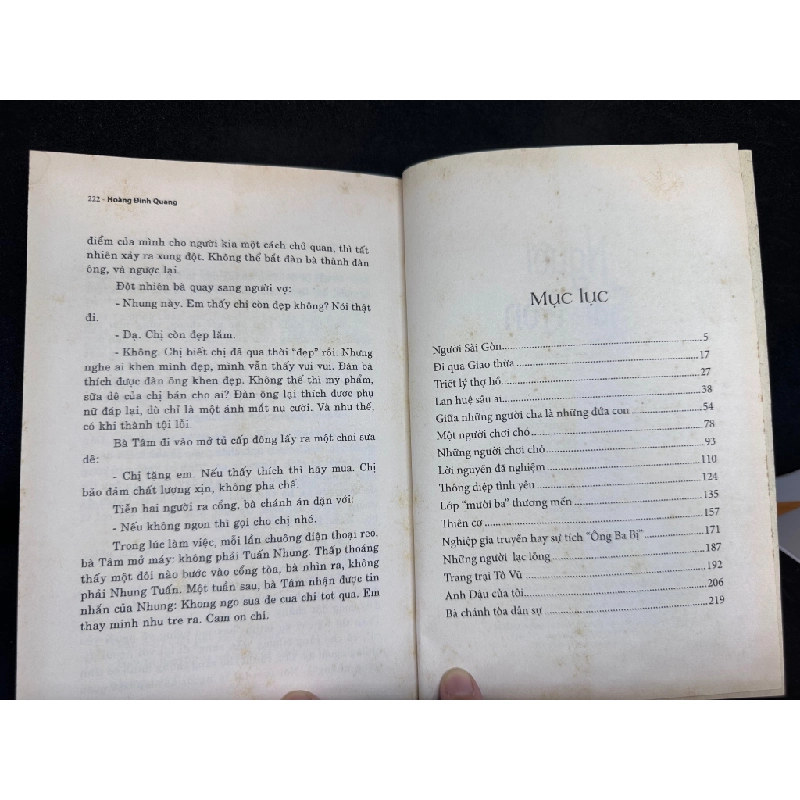 222 - Hoàng Đình Quang
điểm của mình cho người kia một cách chủ quan, thì tất
nhiên xảy ra xung đột. Không thể bắt đàn bà thành đàn
ông, và ngược lại.
Đột nhiên bà quay sang người vợ:
- Nhung này. Em thấy chị còn đẹp không? Nói thật
đi.
- Dạ. Chị còn đẹp lắm.
- Không. Chị biết chị đã qua thời "đẹp" rồi. Nhưng
nghe ai khen mình đẹp, mình vẫn thấy vui vui. Đàn bà
thích được đàn ông khen đẹp. Không thế thì mỹ phẩm,
sữa dê của chị bán cho ai? Đàn ông lại thích được phụ
nữ đáp lại, dù chỉ là một ánh mắt nụ cười. Và như thế,
có khi thành tội lỗi.
Bà Tâm đi vào mở tủ cấp đông lấy ra một chai sữa
dê:
- Chị tặng em. Nếu thấy thích thì hãy mua. Chị
bảo đảm chất lượng xịn, không pha chế.
Tiễn hai người ra cổng, bà chánh án dặn với:
- Nếu không ngon thì gọi cho chị nhé.
Trong lúc làm việc, mỗi lần chuông điện thoại reo,
bà Tâm mở máy: không phải Tuấn Nhung. Thấp thoáng
thấy một đôi nào bước vào cổng tòa, bà nhìn ra, không
phải Nhung Tuấn. Một tuần sau, bà Tâm nhận được tin
nhắn của Nhung: Khong ngo sua de cua chi tot qua. Em
thay minh nhu tre ra. Cam on chi.
Mục lục
Người Sài Gòn 5
Đi qua Giao thừa 17
Triết lý thợ hồ 27
Lan huệ sầu ai 38
Giữa những người cha là những đứa con 54
Một người chơi chó 78
Những người chơi chó 93
Lời nguyền đã nghiệm 110
Thông điệp tình yêu 124
Lớp "mười ba" thương mến 135
Thiên cơ 157
Nghiệp gia truyền hay sự tích "Ông Ba Bị" 171
Những người lạc lõng 187
Trang trại Tò Vũ 192
Anh Dậu của tôi 206
Bà chánh tòa dân sự 219